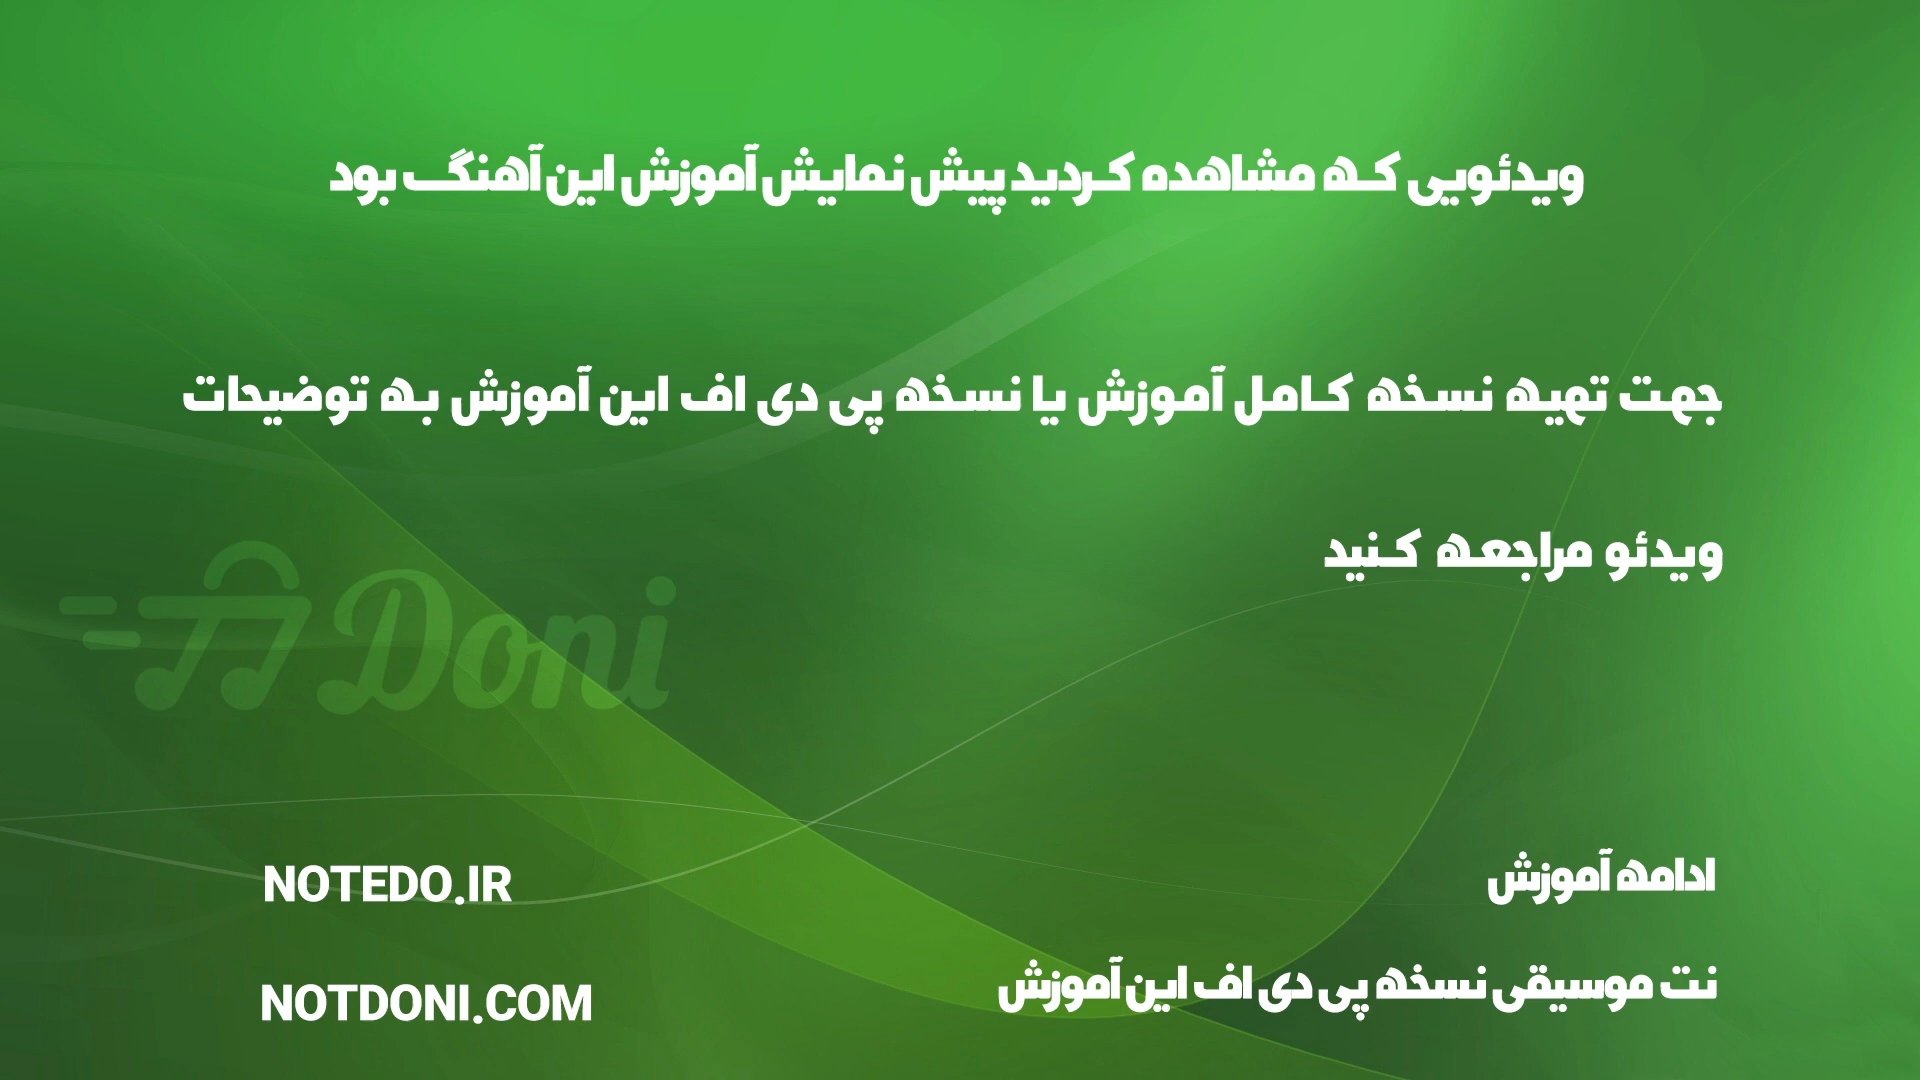 ویدئویی که مشاهده کردید پیش نمایش آموزش این آهنگ بود
جهت تهیه نسخه کامل آموزش یا نسخه پی دی اف این آموزش به توضیحات
ویدئو مراجعه کنید
Doni
ادامه آموزش
NOTEDO.IR
نت موسیقی نسخه پی دی اف این آموزش
NOTDONI.COM